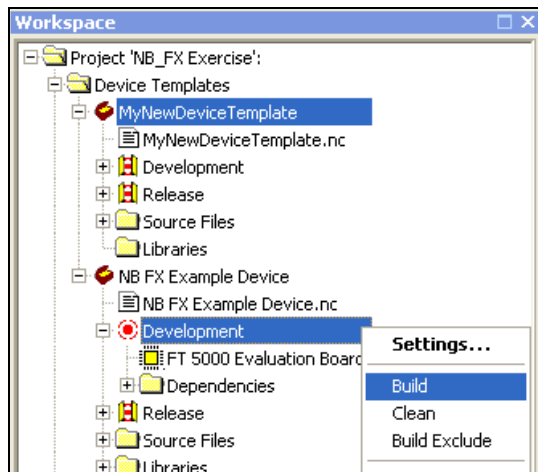 Workspace
Project 'NB_FX Exercise':
Device Templates
MyNewDeviceTemplate
MyNewDeviceTemplate.nc
Development
Release
Source Files
Libraries
NB FX Example Device
NB FX Example Device.nc
Development
Settings...
FT 5000 Evaluation Board
Build
Dependencies
Clean
Release
Build Exclude
Source Files
Libraries